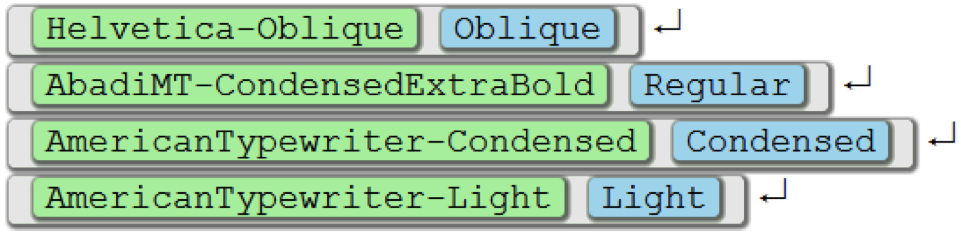 Helvetica-Oblique Oblique ↵
AbadiMT-CondensedExtraBold Regular ↵
AmericanTypewriter-Condensed Condensed ↵
AmericanTypewriter-Light Light ↵